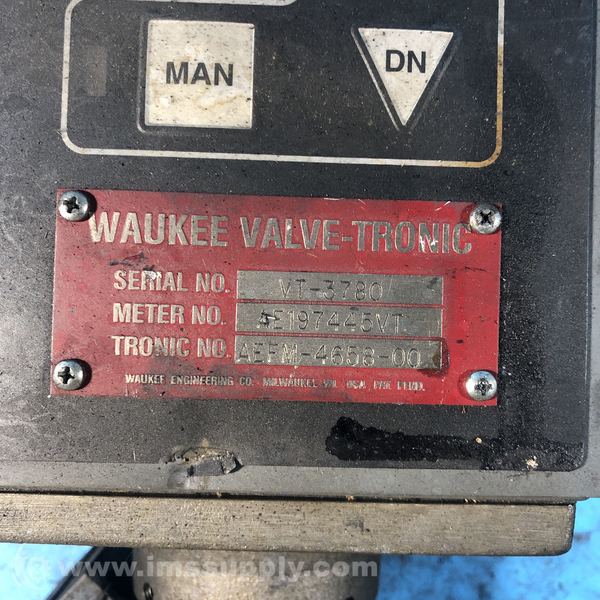 MAN
DN
WAUKEE VALVE-TRONIC
SERIAL NO. VT-3780
METER NO. AE197445VT
TRONIC NO. AEFM-4658-00
WAUKEE ENGINEERING CO. MILWAUKEE, WI. USA PAT. PEND.
www.imssupply.com